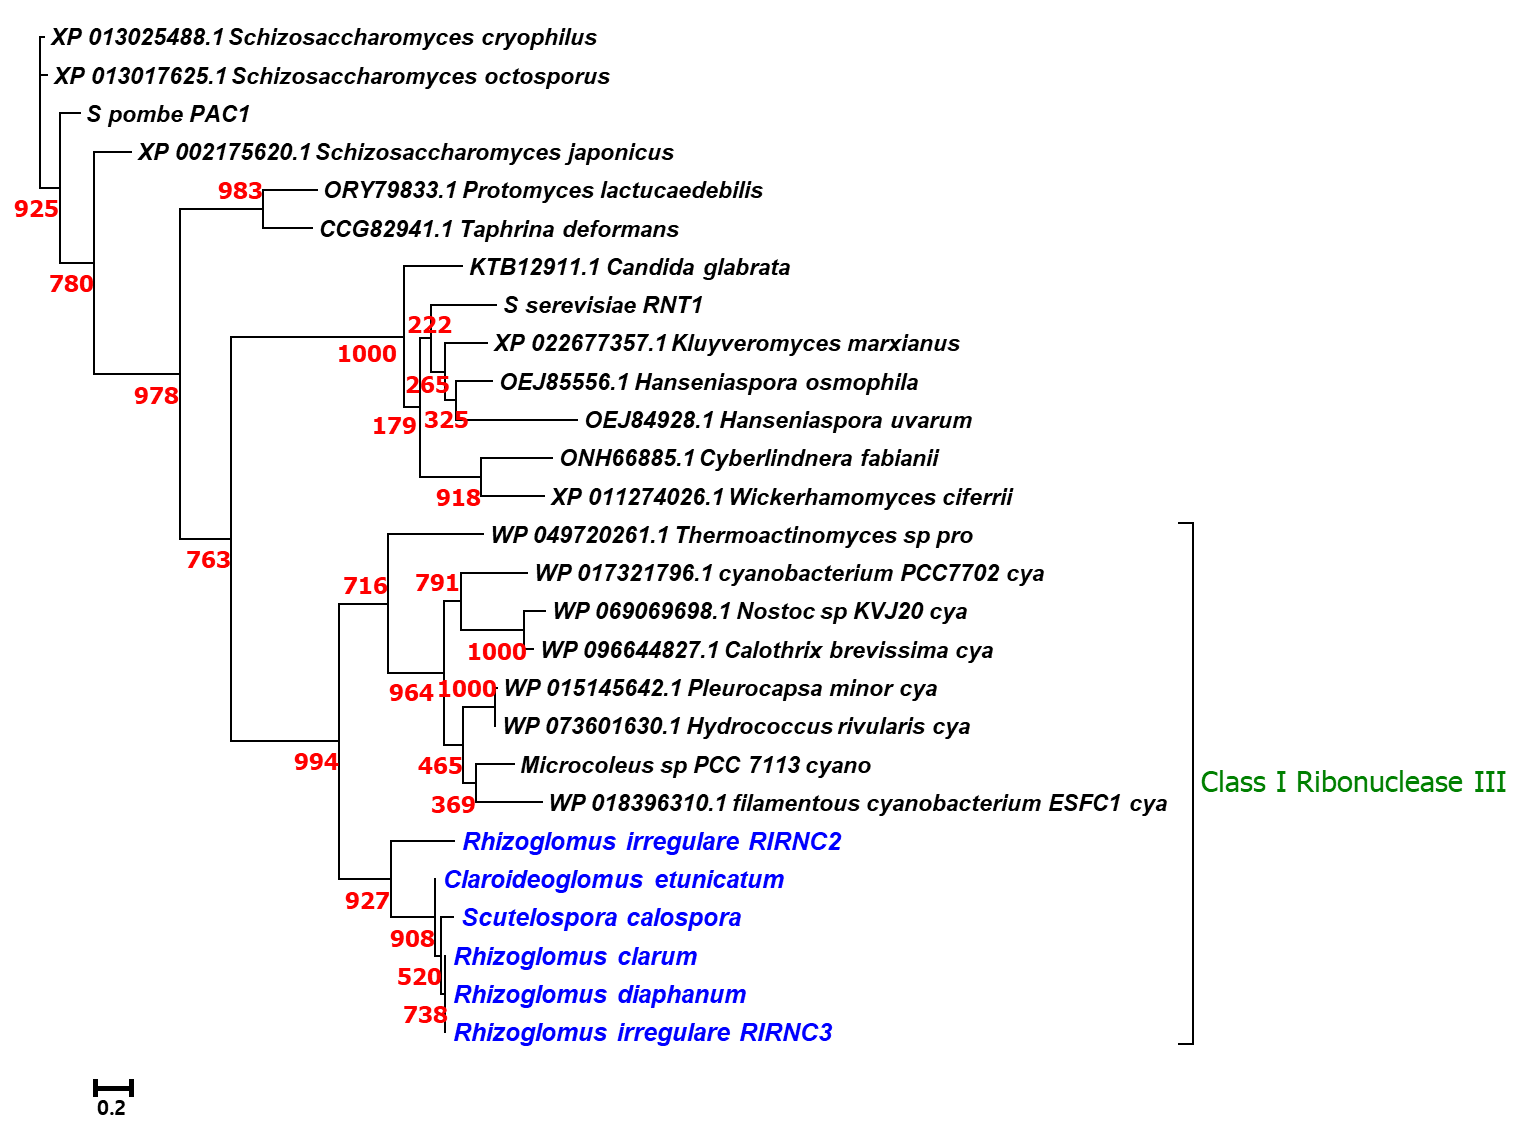 XP 013025488.1 Schizosaccharomyces cryophilus
XP 013017625.1 Schizosaccharomyces octosporus
S pombe PAC1
XP 002175620.1 Schizosaccharomyces japonicus
983
ORY79833.1 Protomyces lactucaedebilis
925
CCG82941.1 Taphrina deformans
KTB12911.1 Candida glabrata
780
S serevisiae RNT1
222
XP 022677357.1 Kluyveromyces marxianus
1000
OEJ85556.1 Hanseniaspora osmophila
265
978
OEJ84928.1 Hanseniaspora uvarum
325
179
ONH66885.1 Cyberlindnera fabianii
XP 011274026.1 Wickerhamomyces ciferrii
918
WP 049720261.1 Thermoactinomyces sp pro
763
WP 017321796.1 cyanobacterium PCC7702 cya
791
716
WP 069069698.1 Nostoc sp KVJ20 cya
WP 096644827.1 Calothrix brevissima cya
1000
WP 015145642.1 Pleurocapsa minor cya
1000
964
WP 073601630.1 Hydrococcus rivularis cya
994
Microcoleus sp PCC 7113 cyano
465
Class I Ribonuclease III
WP 018396310.1 filamentous cyanobacterium ESFC1 cya
369
Rhizoglomus irregulare RIRNC2
Claroideoglomus etunicatum
927
Scutelospora calospora
908
Rhizoglomus clarum
520
Rhizoglomus diaphanum
738
Rhizoglomus irregulare RIRNC3
0.2